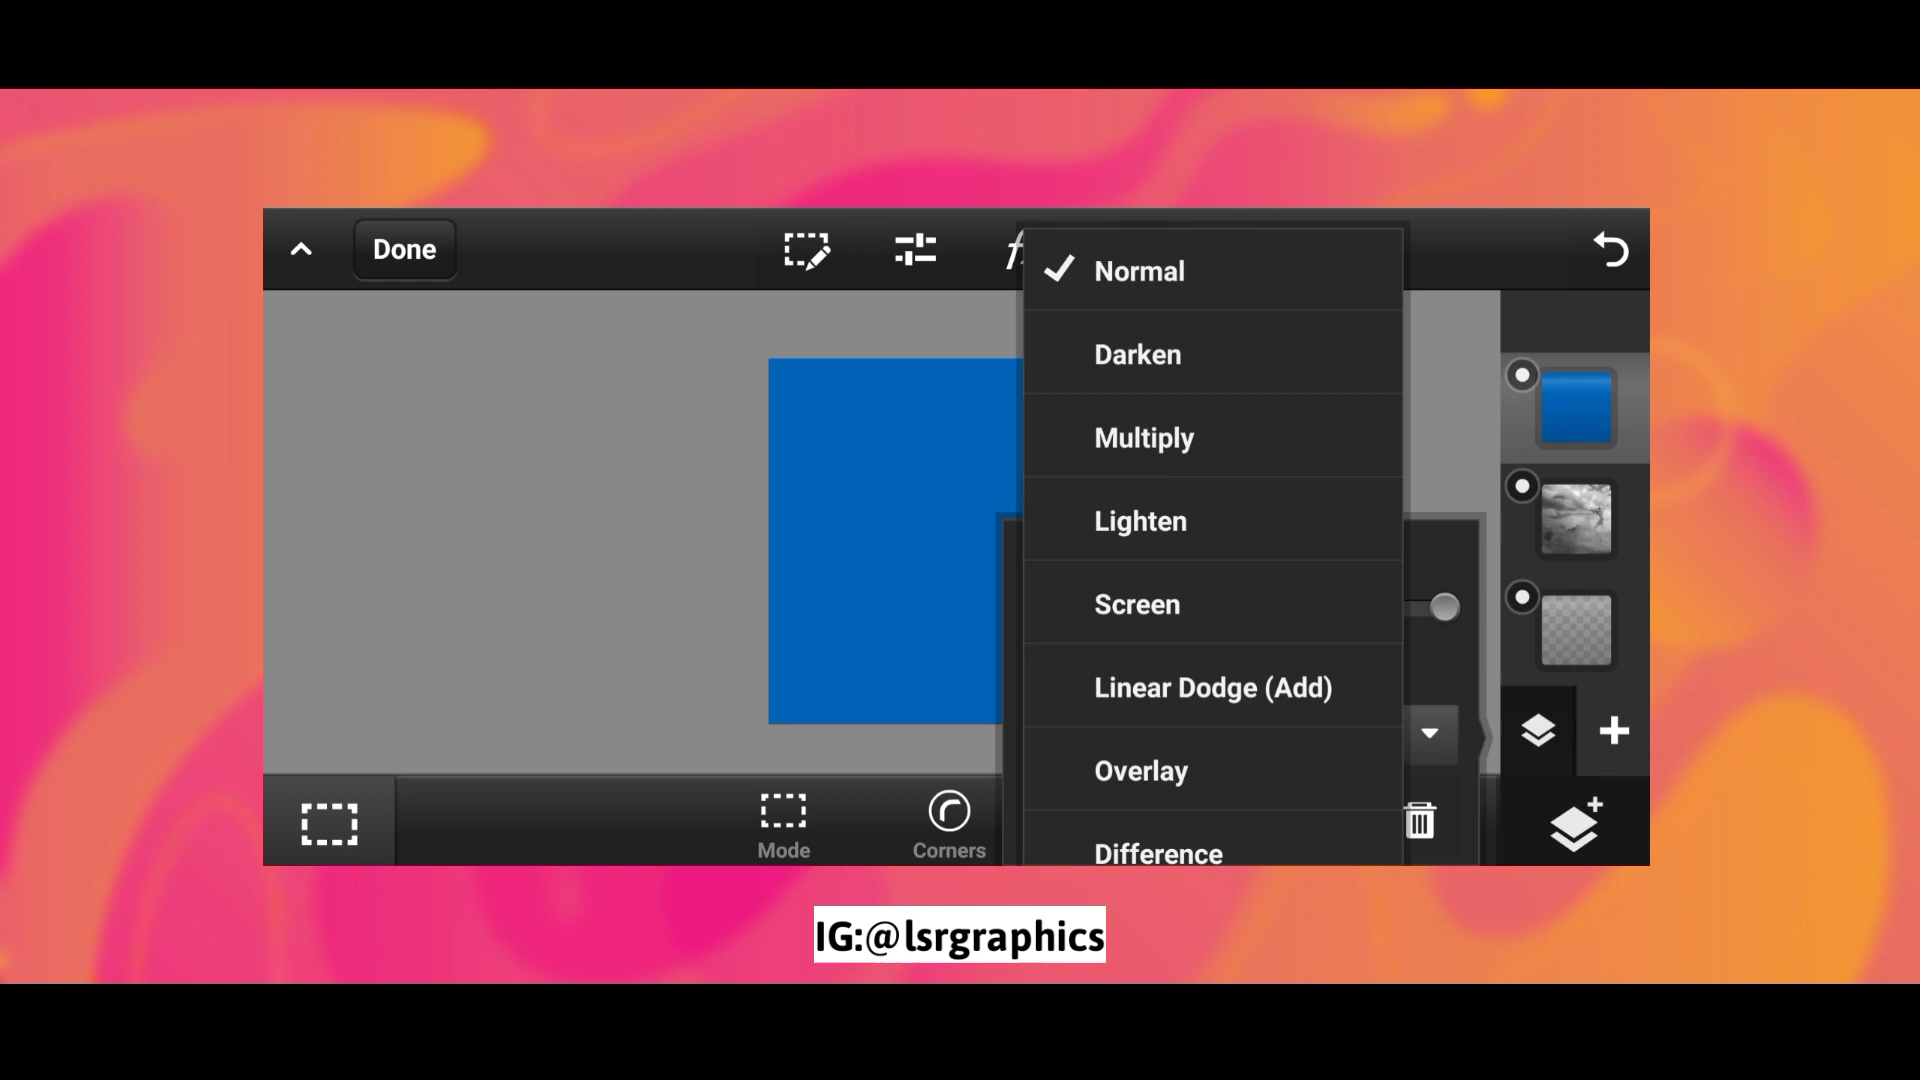 Done
Normal
Darken
Multiply
Lighten
Screen
Linear Dodge (Add)
Overlay
Difference
Mode
Corners
IG:@lsrgraphics